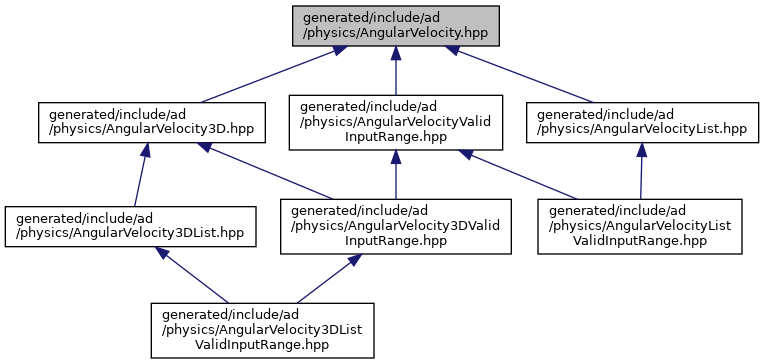 generated/include/ad
/physics/AngularVelocity.hpp
generated/include/ad
/physics/AngularVelocity3D.hpp
generated/include/ad
/physics/AngularVelocityValid
InputRange.hpp
generated/include/ad
/physics/AngularVelocityList.hpp
generated/include/ad
/physics/AngularVelocity3DList.hpp
generated/include/ad
/physics/AngularVelocity3DValid
InputRange.hpp
generated/include/ad
/physics/AngularVelocityList
ValidInputRange.hpp
generated/include/ad
/physics/AngularVelocity3DList
ValidInputRange.hpp